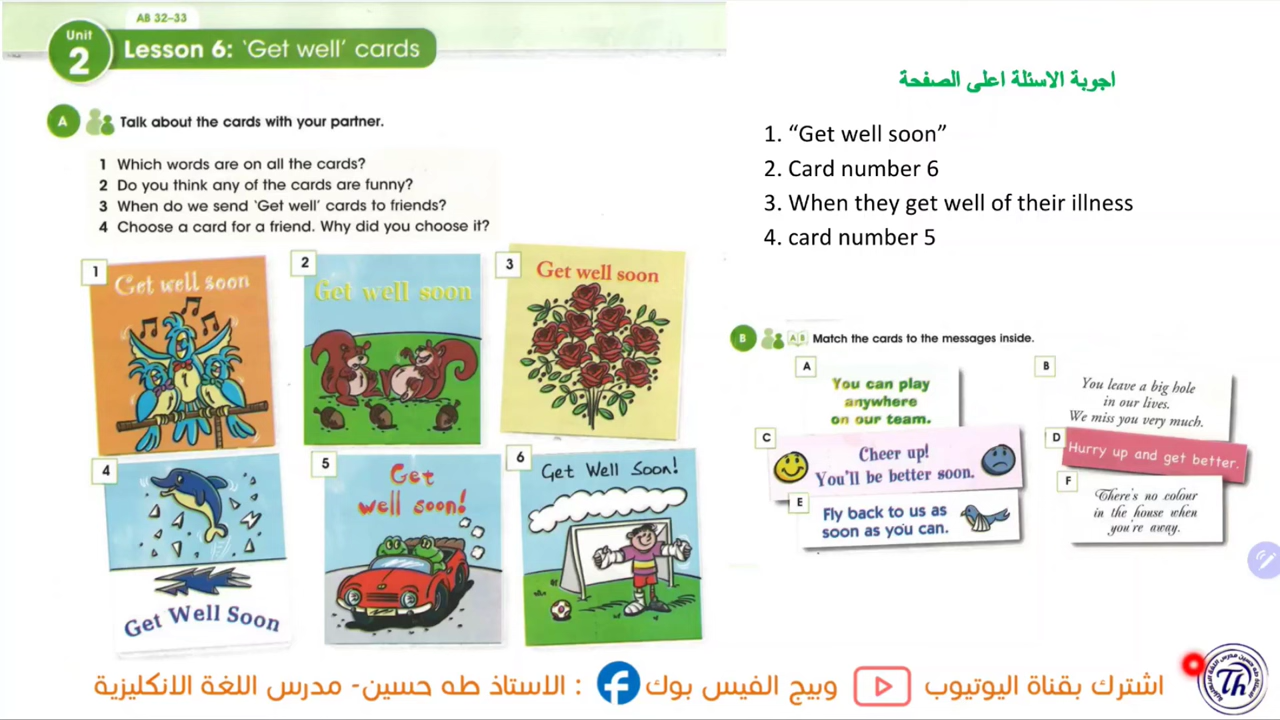 AB 32–33
Unit
2
Lesson 6: 'Get well' cards
A
Talk about the cards with your partner.
1 Which words are on all the cards?
2 Do you think any of the cards are funny?
3 When do we send 'Get well' cards to friends?
4 Choose a card for a friend. Why did you choose it?
1
Get well soon
2
Get well soon
3
Get well soon
4
Get Well Soon
5
Get
well soon!
6
Get Well Soon!
اجوبة الاسئلة اعلى الصفحة
1. “Get well soon”
2. Card number 6
3. When they get well of their illness
4. card number 5
B
A B
Match the cards to the messages inside.
A
You can play
anywhere
on our team.
B
You leave a big hole
in our lives.
We miss you very much.
C
Cheer up!
You'll be better soon.
D
Hurry up and get better.
E
Fly back to us as
soon as you can.
F
There's no colour
in the house when
you're away.
اشترك بقناة اليوتيوب وبيج الفيس بوك : الاستاذ طه حسين- مدرس اللغة الانكليزية
Th